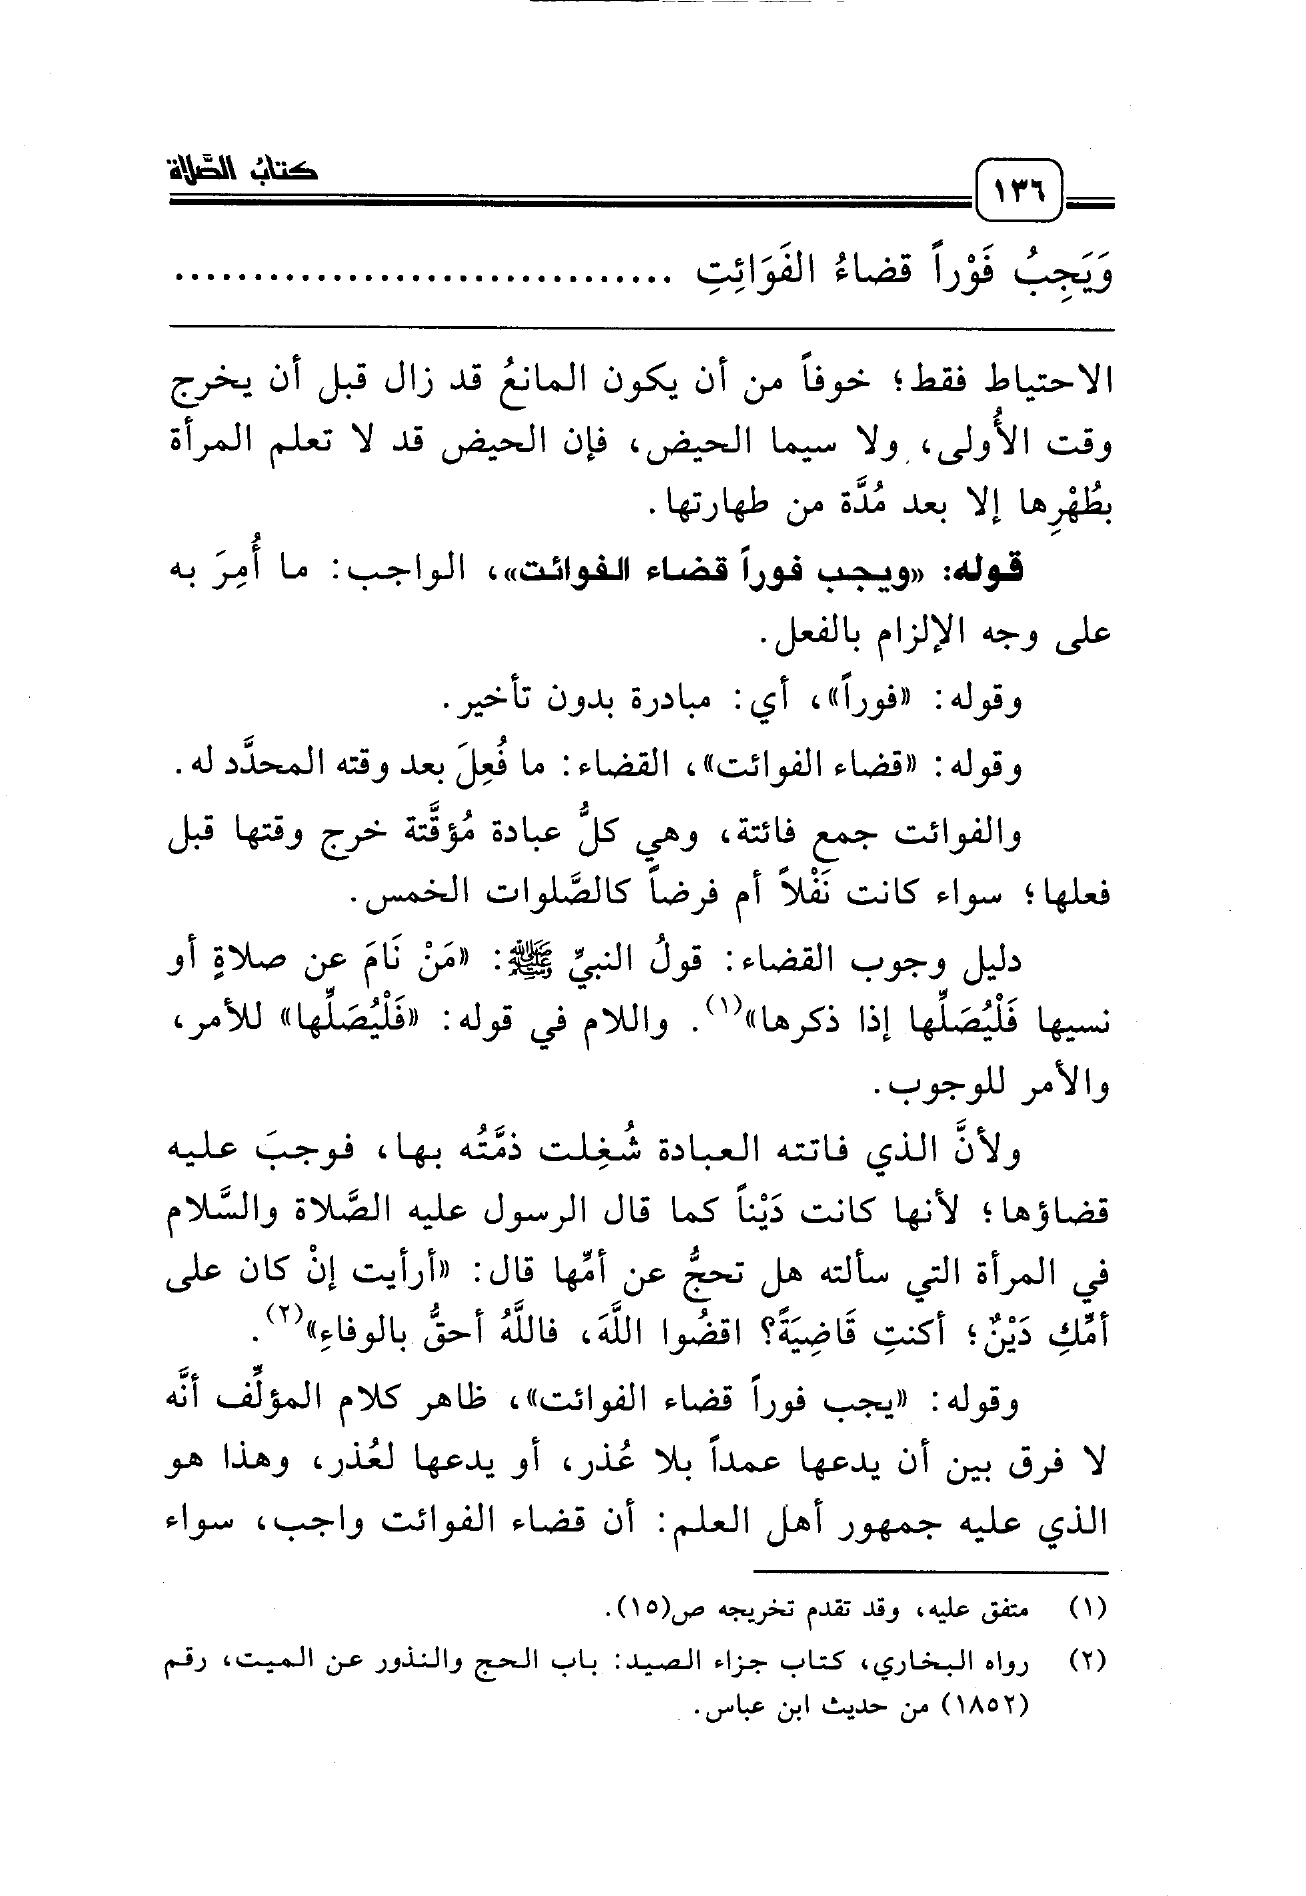 كتابُ الصَّلاة
١٣٦
وَيَجِبُ فَوْراً قضاءُ الفَوَائِتِ ................................
الاحتياط فقط؛ خوفاً من أن يكون المانعُ قد زال قبل أن يخرج
وقت الأُولى، ولا سيما الحيض، فإن الحيض قد لا تعلم المرأة
بطُهْرِها إلا بعد مُدَّة من طهارتها.
قوله: «ويجب فوراً قضاء الفوائت»، الواجب: ما أُمِرَ به
على وجه الإلزام بالفعل.
وقوله: «فوراً»، أي: مبادرة بدون تأخير.
وقوله: «قضاء الفوائت»، القضاء: ما فُعِلَ بعد وقته المحدَّد له.
والفوائت جمع فائتة، وهي كلُّ عبادة مُؤقَّتة خرج وقتها قبل
فعلها؛ سواء كانت نَفْلاً أم فرضاً كالصَّلوات الخمس.
دليل وجوب القضاء: قولُ النبيِّ ﷺ: «مَنْ نَامَ عن صلاةٍ أو
نسيها فَلْيُصَلِّها إذا ذكرها»(١). واللام في قوله: «فَلْيُصَلِّها» للأمر،
والأمر للوجوب.
ولأنَّ الذي فاتته العبادة شُغِلت ذمَّتُه بها، فوجبَ عليه
قضاؤها؛ لأنها كانت دَيْناً كما قال الرسول عليه الصَّلاة والسَّلام
في المرأة التي سألته هل تحجُّ عن أمِّها قال: «أرأيت إنْ كان على
أمِّكِ دَيْنٌ؛ أكنتِ قَاضِيَةً؟ اقضُوا اللَّهَ، فاللَّهُ أحقُّ بالوفاءِ»(٢).
وقوله: «يجب فوراً قضاء الفوائت»، ظاهر كلام المؤلِّف أنَّه
لا فرق بين أن يدعها عمداً بلا عُذر، أو يدعها لعُذر، وهذا هو
الذي عليه جمهور أهل العلم: أن قضاء الفوائت واجب، سواء
(١) متفق عليه، وقد تقدم تخريجه ص(١٥).
(٢) رواه البخاري، كتاب جزاء الصيد: باب الحج والنذور عن الميت، رقم
(١٨٥٢) من حديث ابن عباس.